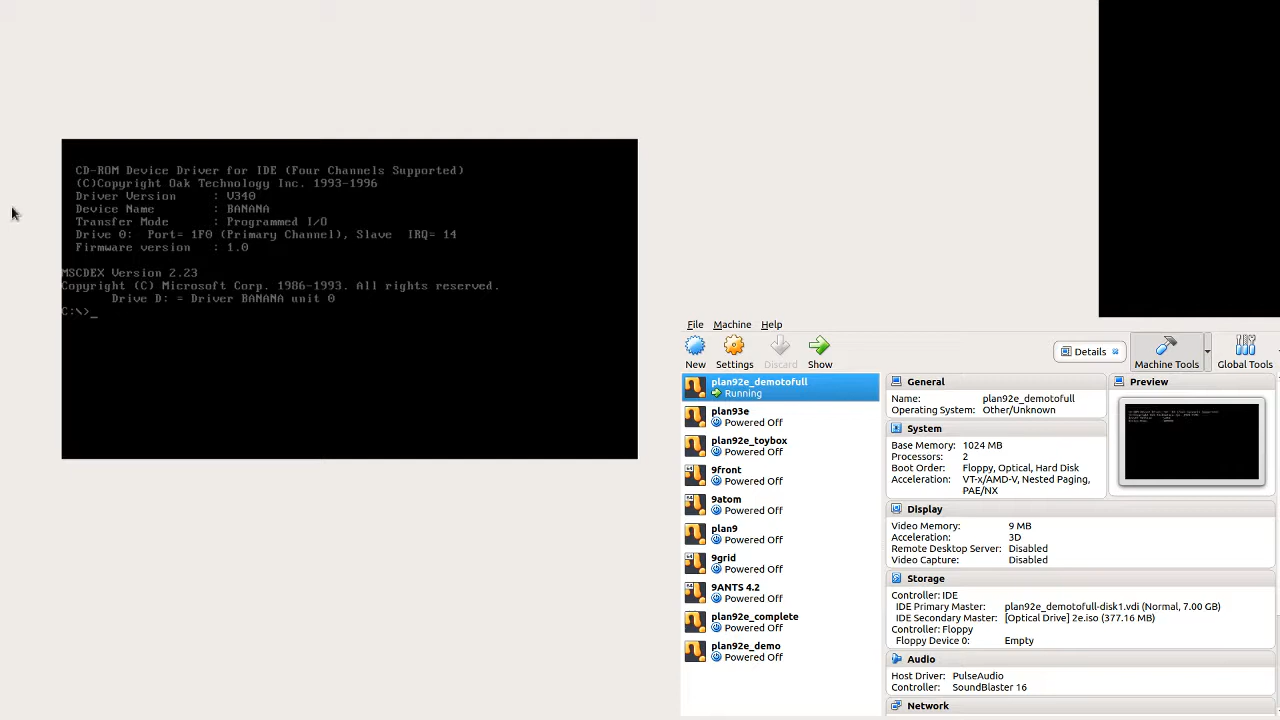 CD-ROM Device Driver for IDE (Four Channels Supported)
(C)Copyright Oak Technology Inc. 1993-1996
Driver Version : V340
Device Name : BANANA
Transfer Mode : Programmed I/O
Drive 0: Port= 1F0 (Primary Channel), Slave IRQ= 14
Firmware version : 1.0
MSCDEX Version 2.23
Copyright (C) Microsoft Corp. 1986-1993. All rights reserved.
Drive D: = Driver BANANA unit 0
C:\>_
File Machine Help
New Settings Discard Show
Details
Machine Tools
Global Tools
plan92e_demotofull
Running
plan93e
Powered Off
plan92e_toybox
Powered Off
9front
Powered Off
9atom
Powered Off
plan9
Powered Off
9grid
Powered Off
9ANTS 4.2
Powered Off
plan92e_complete
Powered Off
plan92e_demo
Powered Off
General
Name: plan92e_demotofull
Operating System: Other/Unknown
System
Base Memory: 1024 MB
Processors: 2
Boot Order: Floppy, Optical, Hard Disk
Acceleration: VT-x/AMD-V, Nested Paging,
PAE/NX
Preview
Display
Video Memory: 9 MB
Acceleration: 3D
Remote Desktop Server: Disabled
Video Capture: Disabled
Storage
Controller: IDE
IDE Primary Master: plan92e_demotofull-disk1.vdi (Normal, 7.00 GB)
IDE Secondary Master: [Optical Drive] 2e.iso (377.16 MB)
Controller: Floppy
Floppy Device 0: Empty
Audio
Host Driver: PulseAudio
Controller: SoundBlaster 16
Network